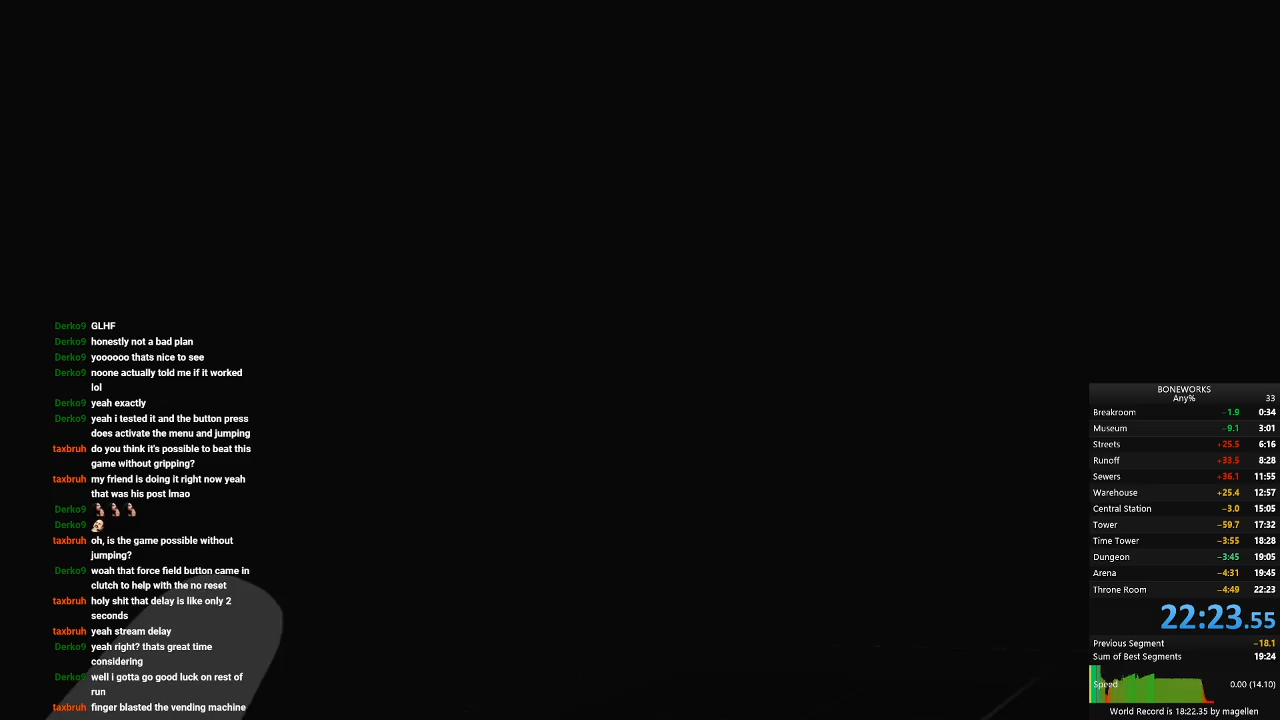 Derko9 GLHF
Derko9 honestly not a bad plan
Derko9 yoooooo thats nice to see
Derko9 noone actually told me if it worked
lol
Derko9 yeah exactly
Derko9 yeah i tested it and the button press
does activate the menu and jumping
taxbruh do you think it's possible to beat this
game without gripping?
taxbruh my friend is doing it right now yeah
that was his post lmao
Derko9
Derko9
taxbruh oh, is the game possible without
jumping?
Derko9 woah that force field button came in
clutch to help with the no reset
taxbruh holy shit that delay is like only 2
seconds
taxbruh yeah stream delay
Derko9 yeah right? thats great time
considering
Derko9 well i gotta go good luck on rest of
run
taxbruh finger blasted the vending machine
BONEWORKS
Any% 33
Breakroom −1.9 0:34
Museum −9.1 3:01
Streets +25.5 6:16
Runoff +33.5 8:28
Sewers +36.1 11:55
Warehouse +25.4 12:57
Central Station −3.0 15:05
Tower −59.7 17:32
Time Tower −3:55 18:28
Dungeon −3:45 19:05
Arena −4:31 19:45
Throne Room −4:49 22:23
22:23.55
Previous Segment −18.1
Sum of Best Segments 19:24
Speed 0.00 (14.10)
World Record is 18:22.35 by magellen